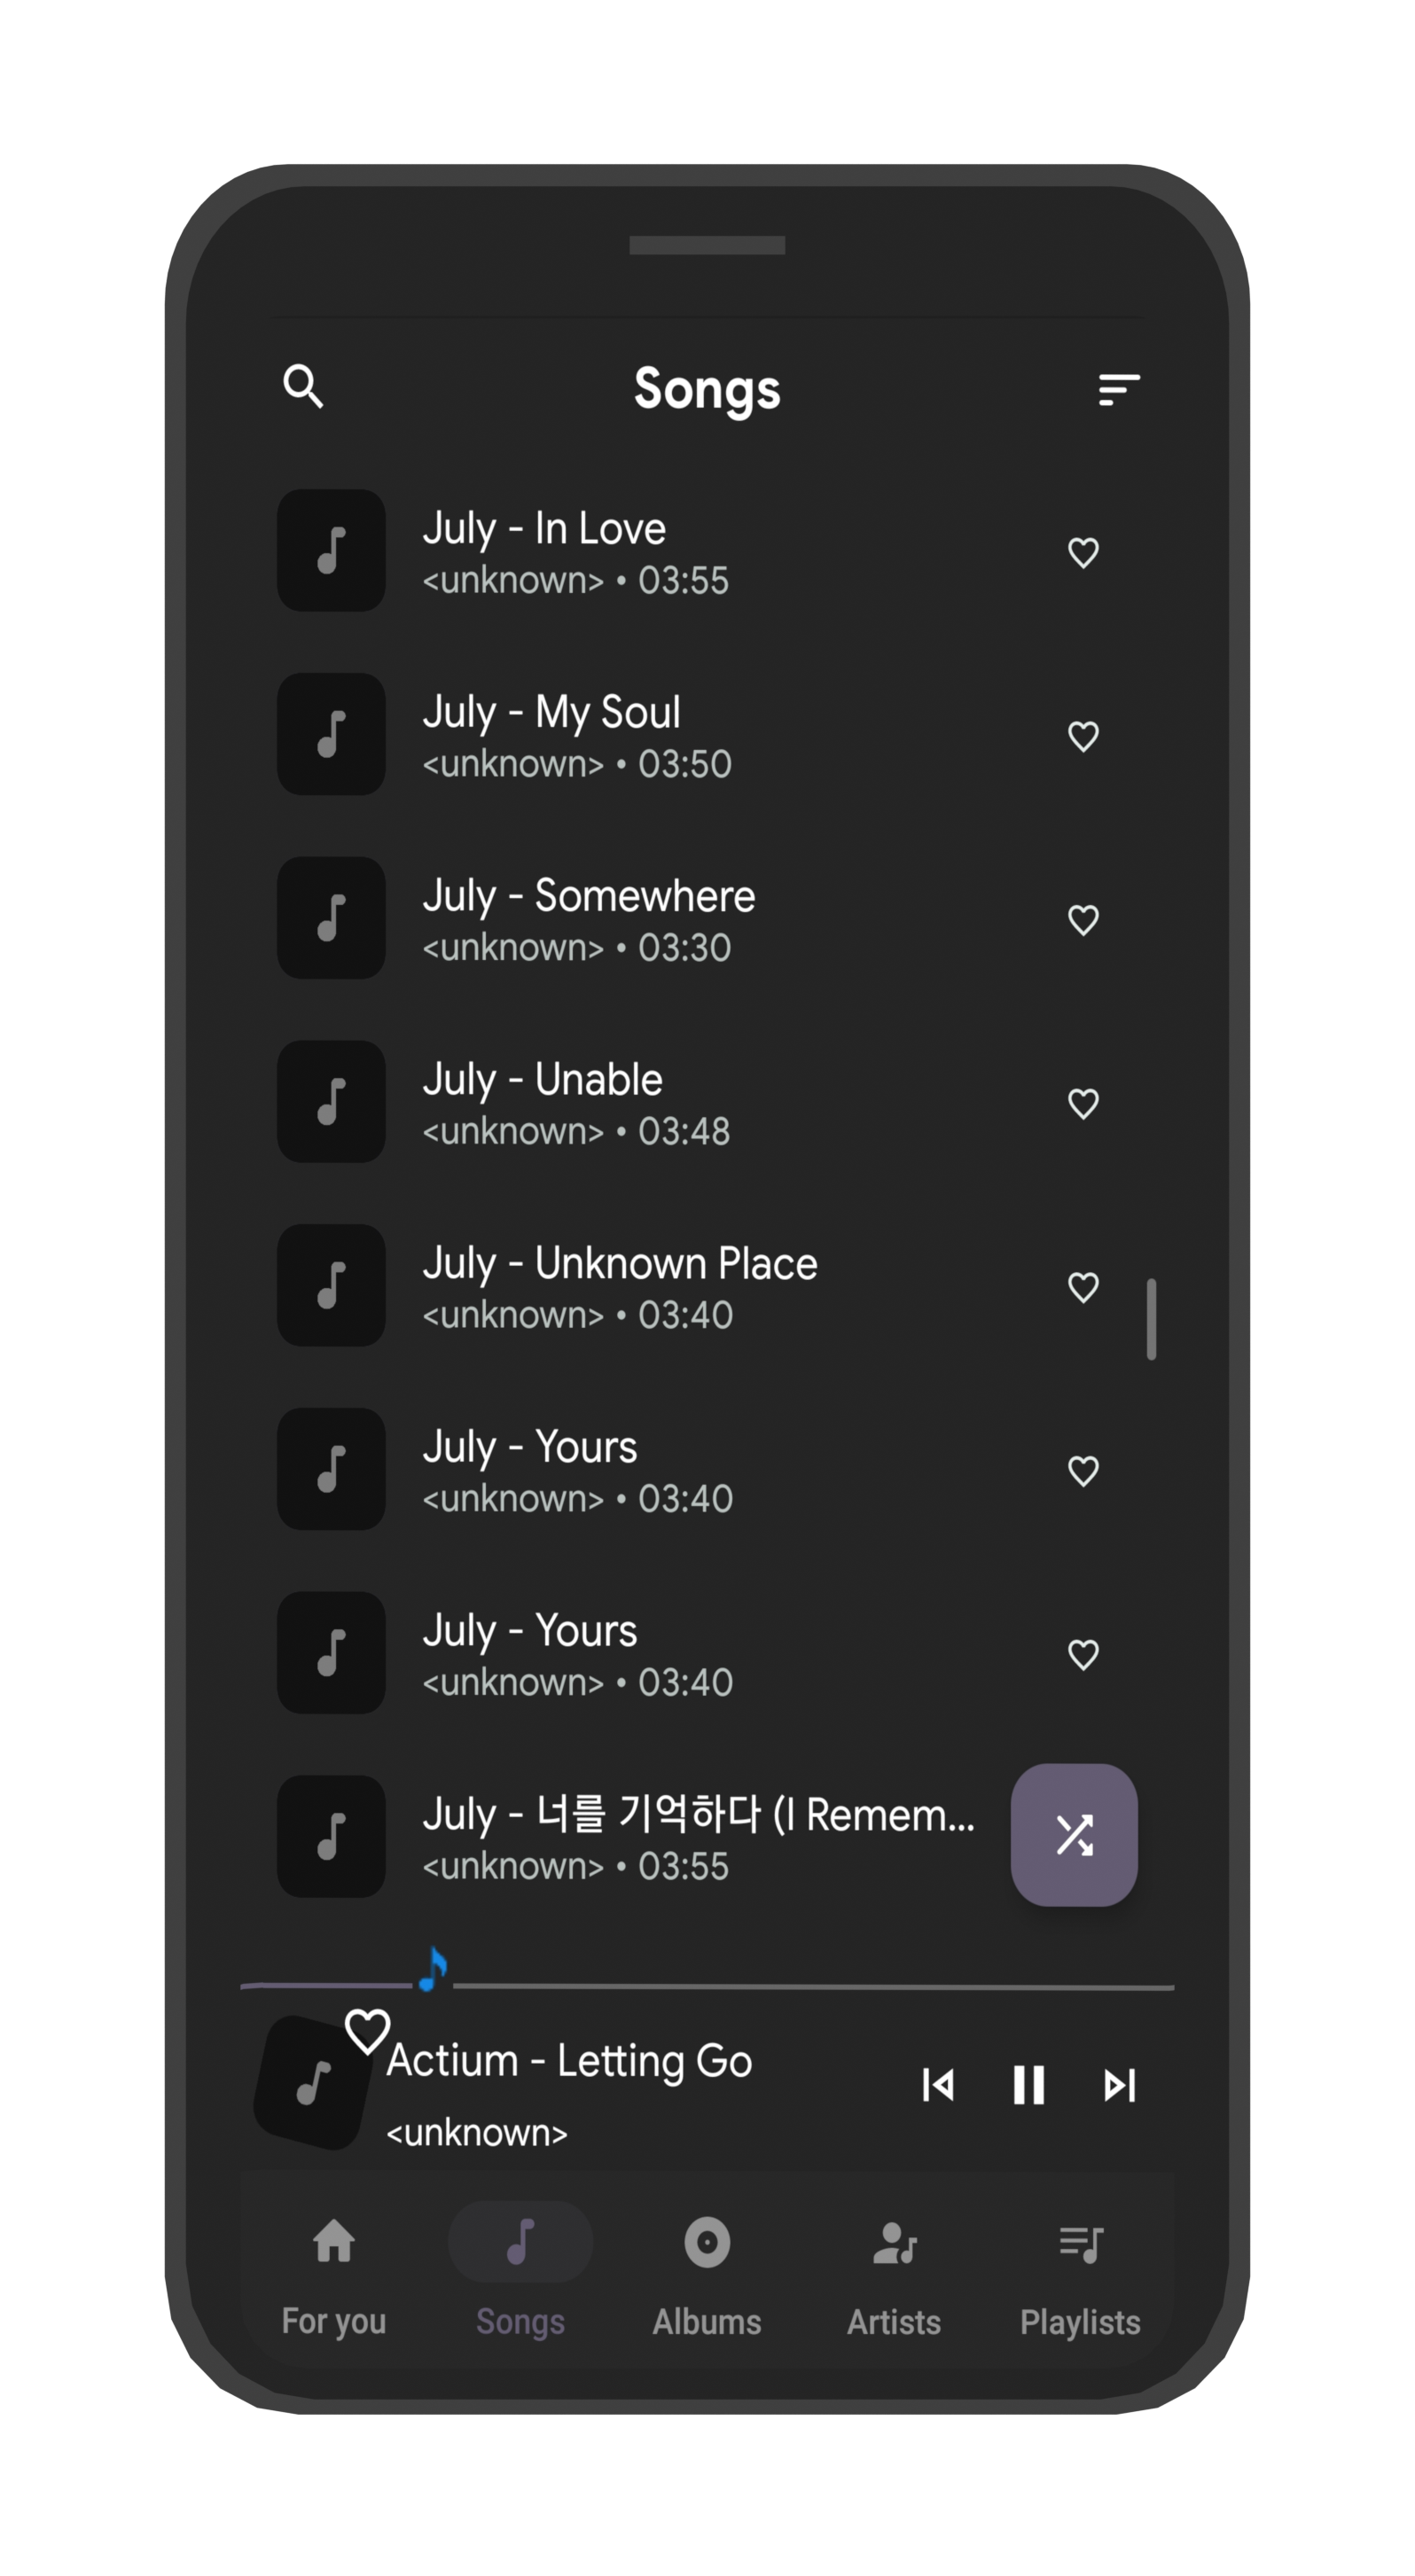 Songs
July - In Love
<unknown> • 03:55
July - My Soul
<unknown> • 03:50
July - Somewhere
<unknown> • 03:30
July - Unable
<unknown> • 03:48
July - Unknown Place
<unknown> • 03:40
July - Yours
<unknown> • 03:40
July - Yours
<unknown> • 03:40
July - 너를 기억하다 (I Remem...
<unknown> • 03:55
Actium - Letting Go
<unknown>
For you Songs Albums Artists Playlists